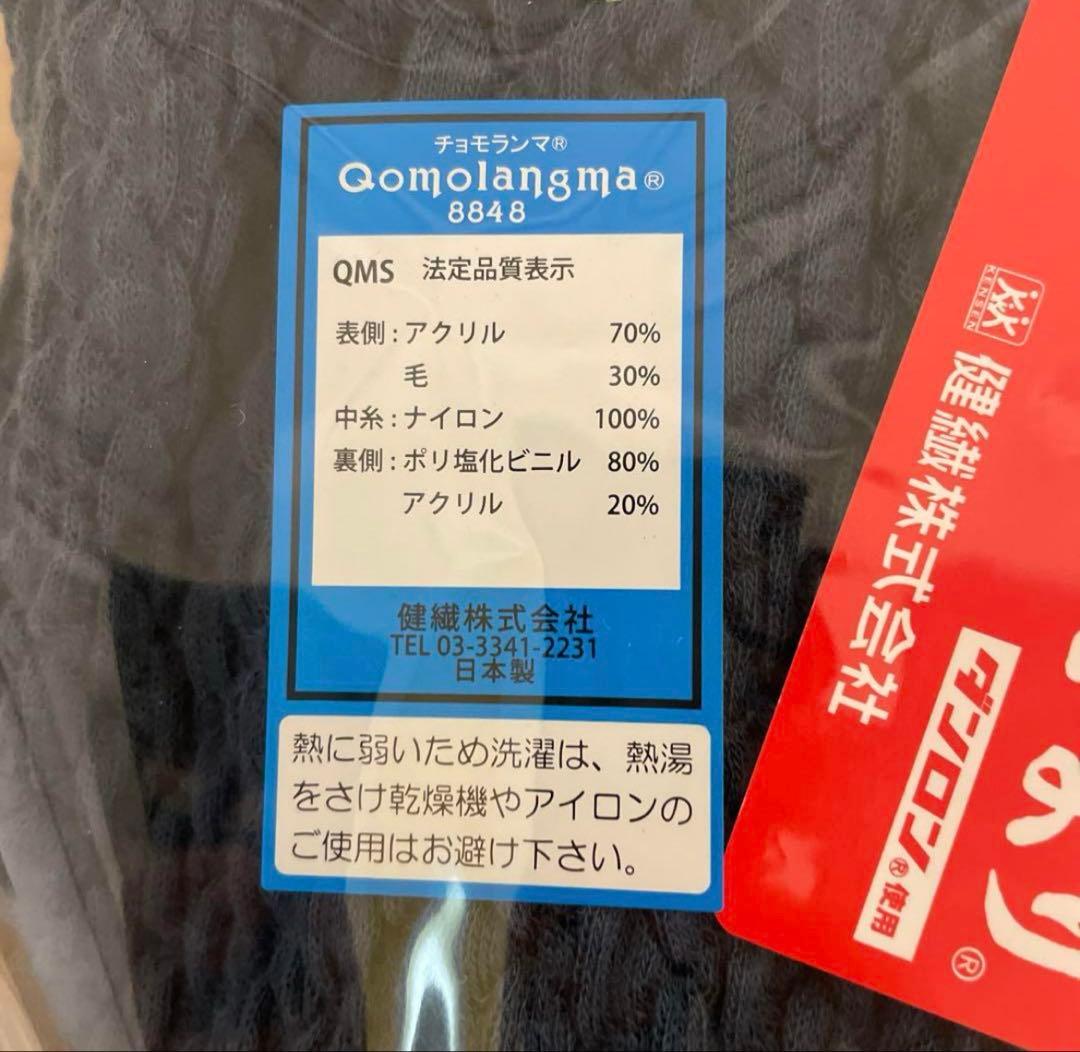 チョモランマ®
Qomolangma®
8848
QMS 法定品質表示
表側:アクリル 70%
毛 30%
中糸:ナイロン 100%
裏側:ポリ塩化ビニル 80%
アクリル 20%
健繊株式会社
TEL 03-3341-2231
日本製
熱に弱いため洗濯は、熱湯
をさけ乾燥機やアイロンの
ご使用はお避け下さい。
KENSEN
健繊株式会社
ダンロン®使用